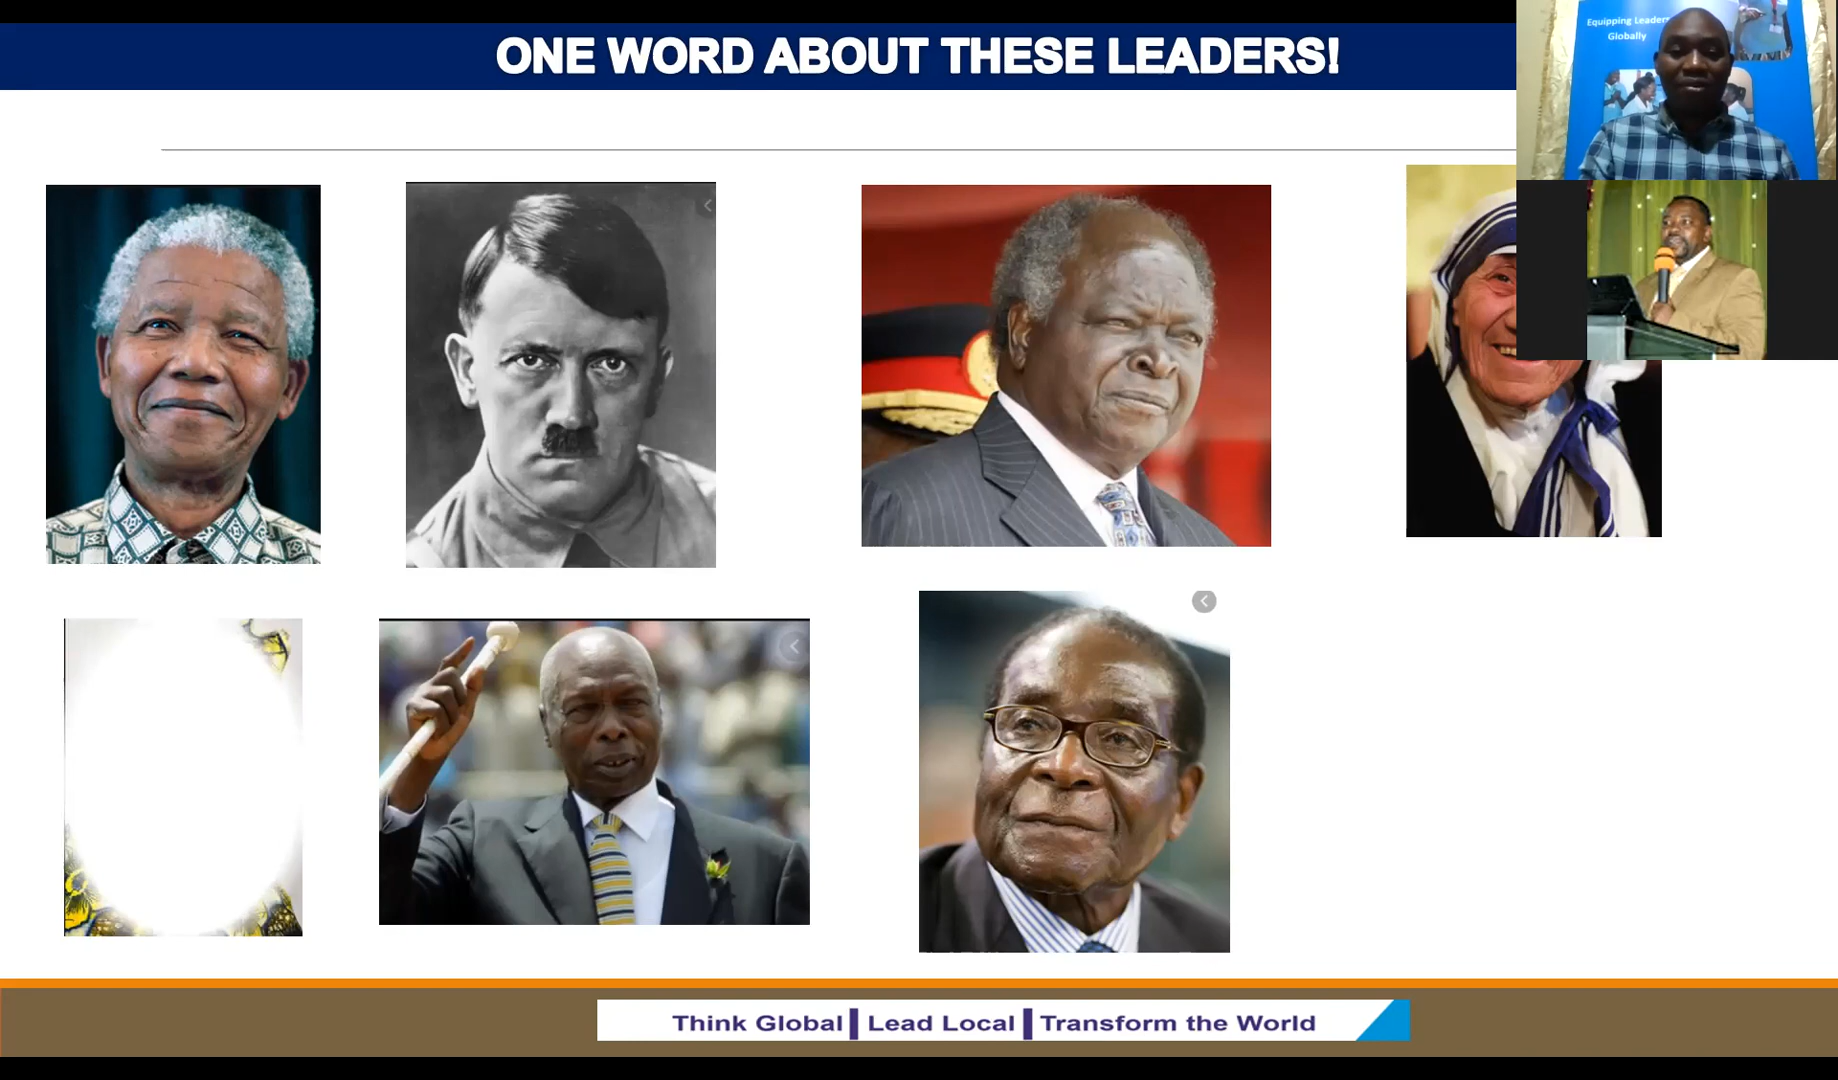 ONE WORD ABOUT THESE LEADERS!
Equipping Leaders
Globally
Think Global | Lead Local | Transform the World